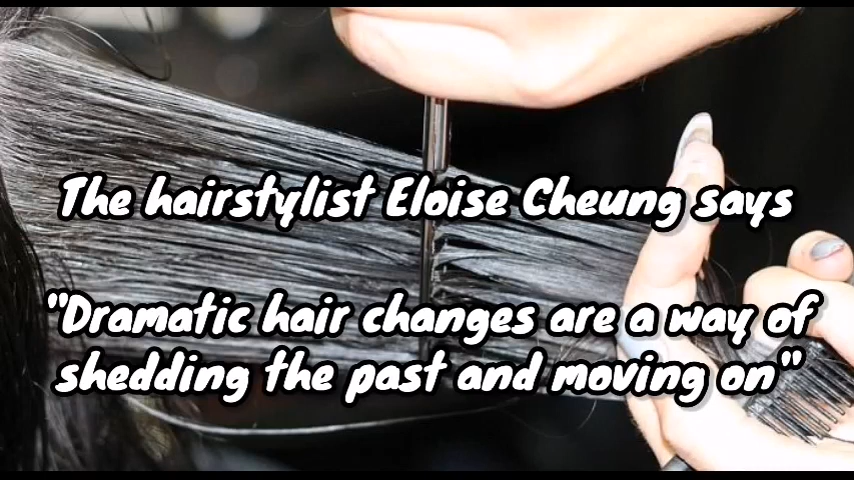 The hairstylist Eloise Cheung says
"Dramatic hair changes are a way of
shedding the past and moving on"